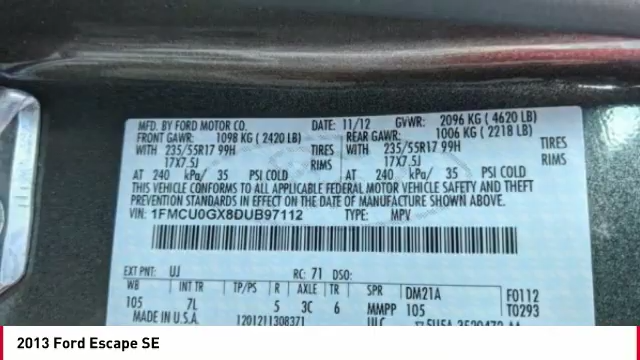 MFD. BY FORD MOTOR CO. DATE: 11/12 GVWR: 2096 KG ( 4620 LB)
FRONT GAWR: 1098 KG ( 2420 LB) REAR GAWR: 1006 KG ( 2218 LB)
WITH 235/55R17 99H TIRES WITH 235/55R17 99H TIRES
17X7.5J RIMS 17X7.5J RIMS
AT 240 kPa/ 35 PSI COLD AT 240 kPa/ 35 PSI COLD
THIS VEHICLE CONFORMS TO ALL APPLICABLE FEDERAL MOTOR VEHICLE SAFETY AND THEFT
PREVENTION STANDARDS IN EFFECT ON THE DATE OF MANUFACTURE SHOWN ABOVE.
VIN: 1FMCU0GX8DUB97112 TYPE: MPV
EXT PNT: UJ RC: 71 DSO:
WB INT TR TP/PS R AXLE TR SPR DM21A F0112
105 7L 5 3C 6 MMPP 105 T0293
MADE IN U.S.A. 1201211308371 ULC
2013 Ford Escape SE